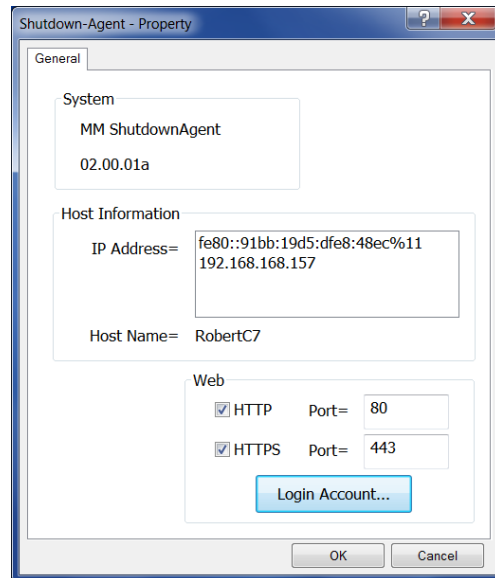 Shutdown-Agent - Property
?
X
General
System
MM ShutdownAgent
02.00.01a
Host Information
IP Address= fe80::91bb:19d5:dfe8:48ec%11
192.168.168.157
Host Name= RobertC7
Web
HTTP Port= 80
HTTPS Port= 443
Login Account...
OK Cancel